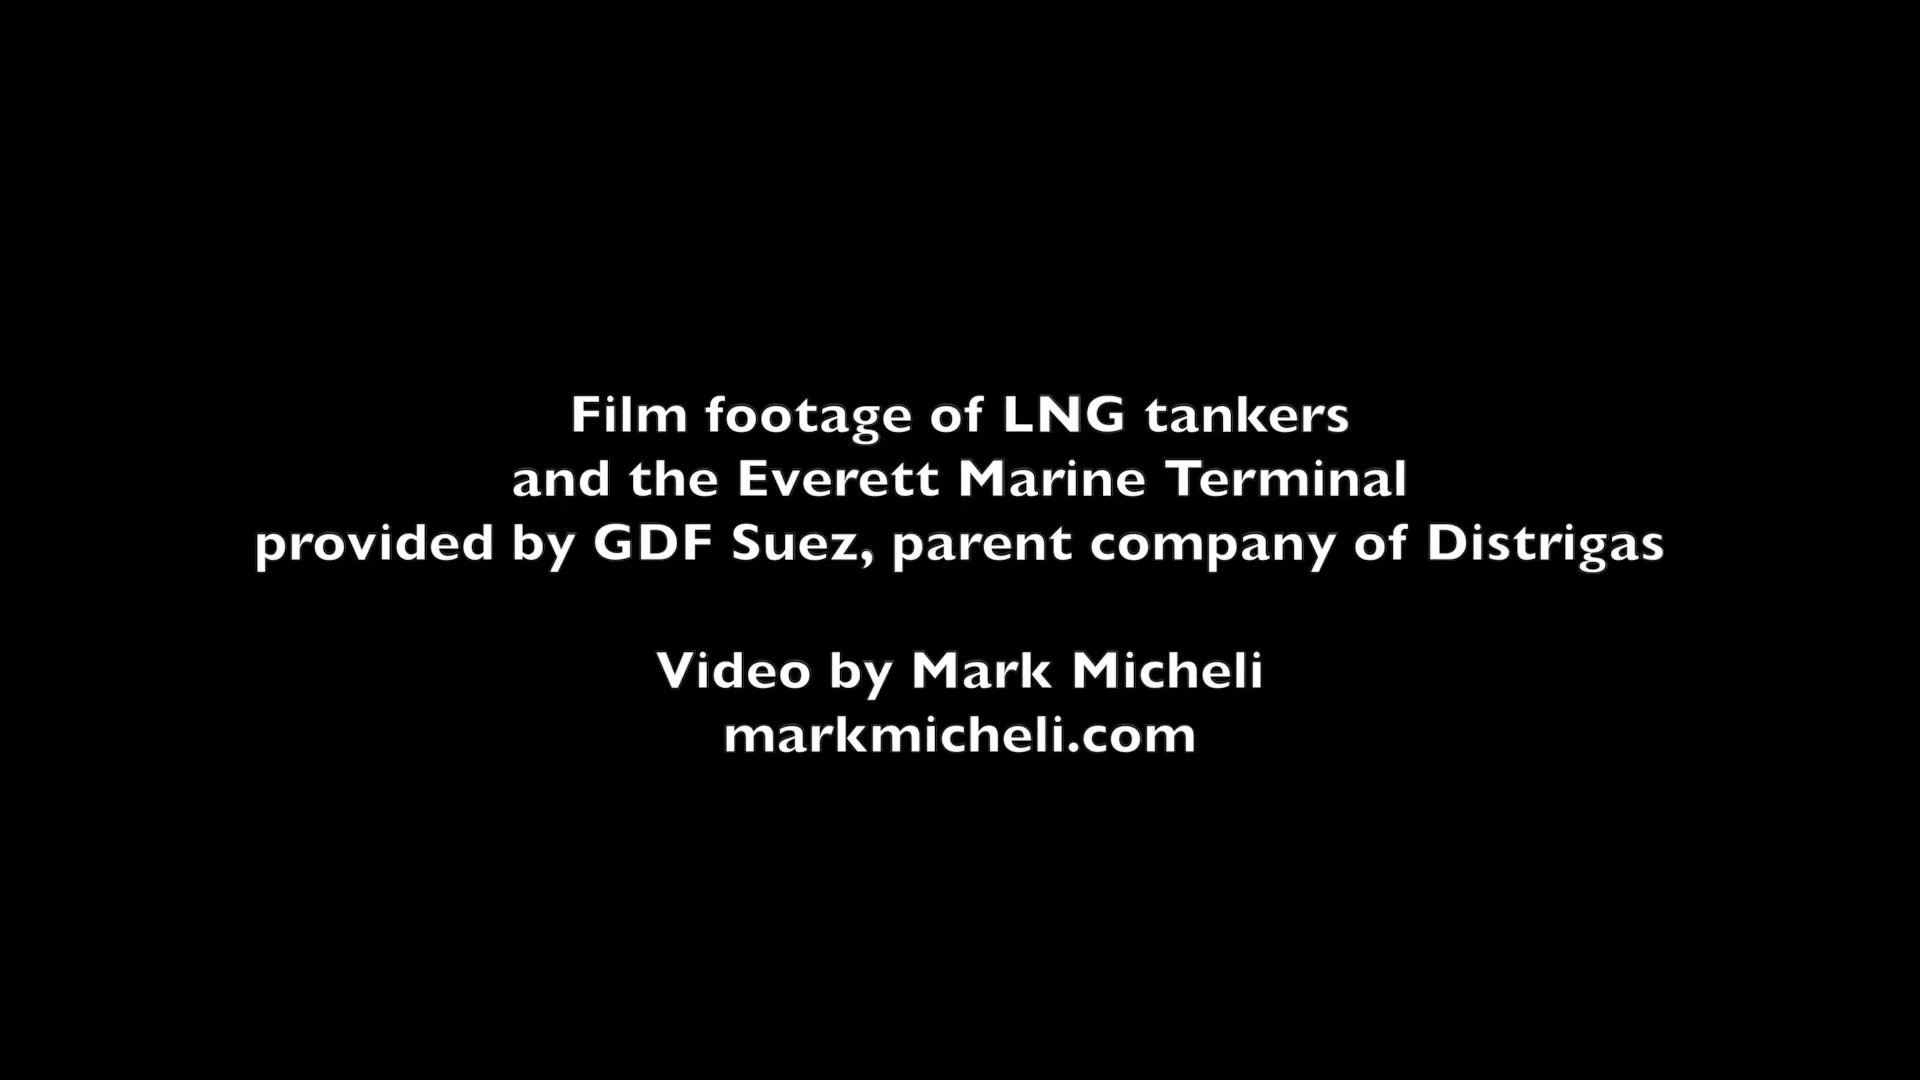 Film footage of LNG tankers
and the Everett Marine Terminal
provided by GDF Suez, parent company of Distrigas
Video by Mark Micheli
markmicheli.com